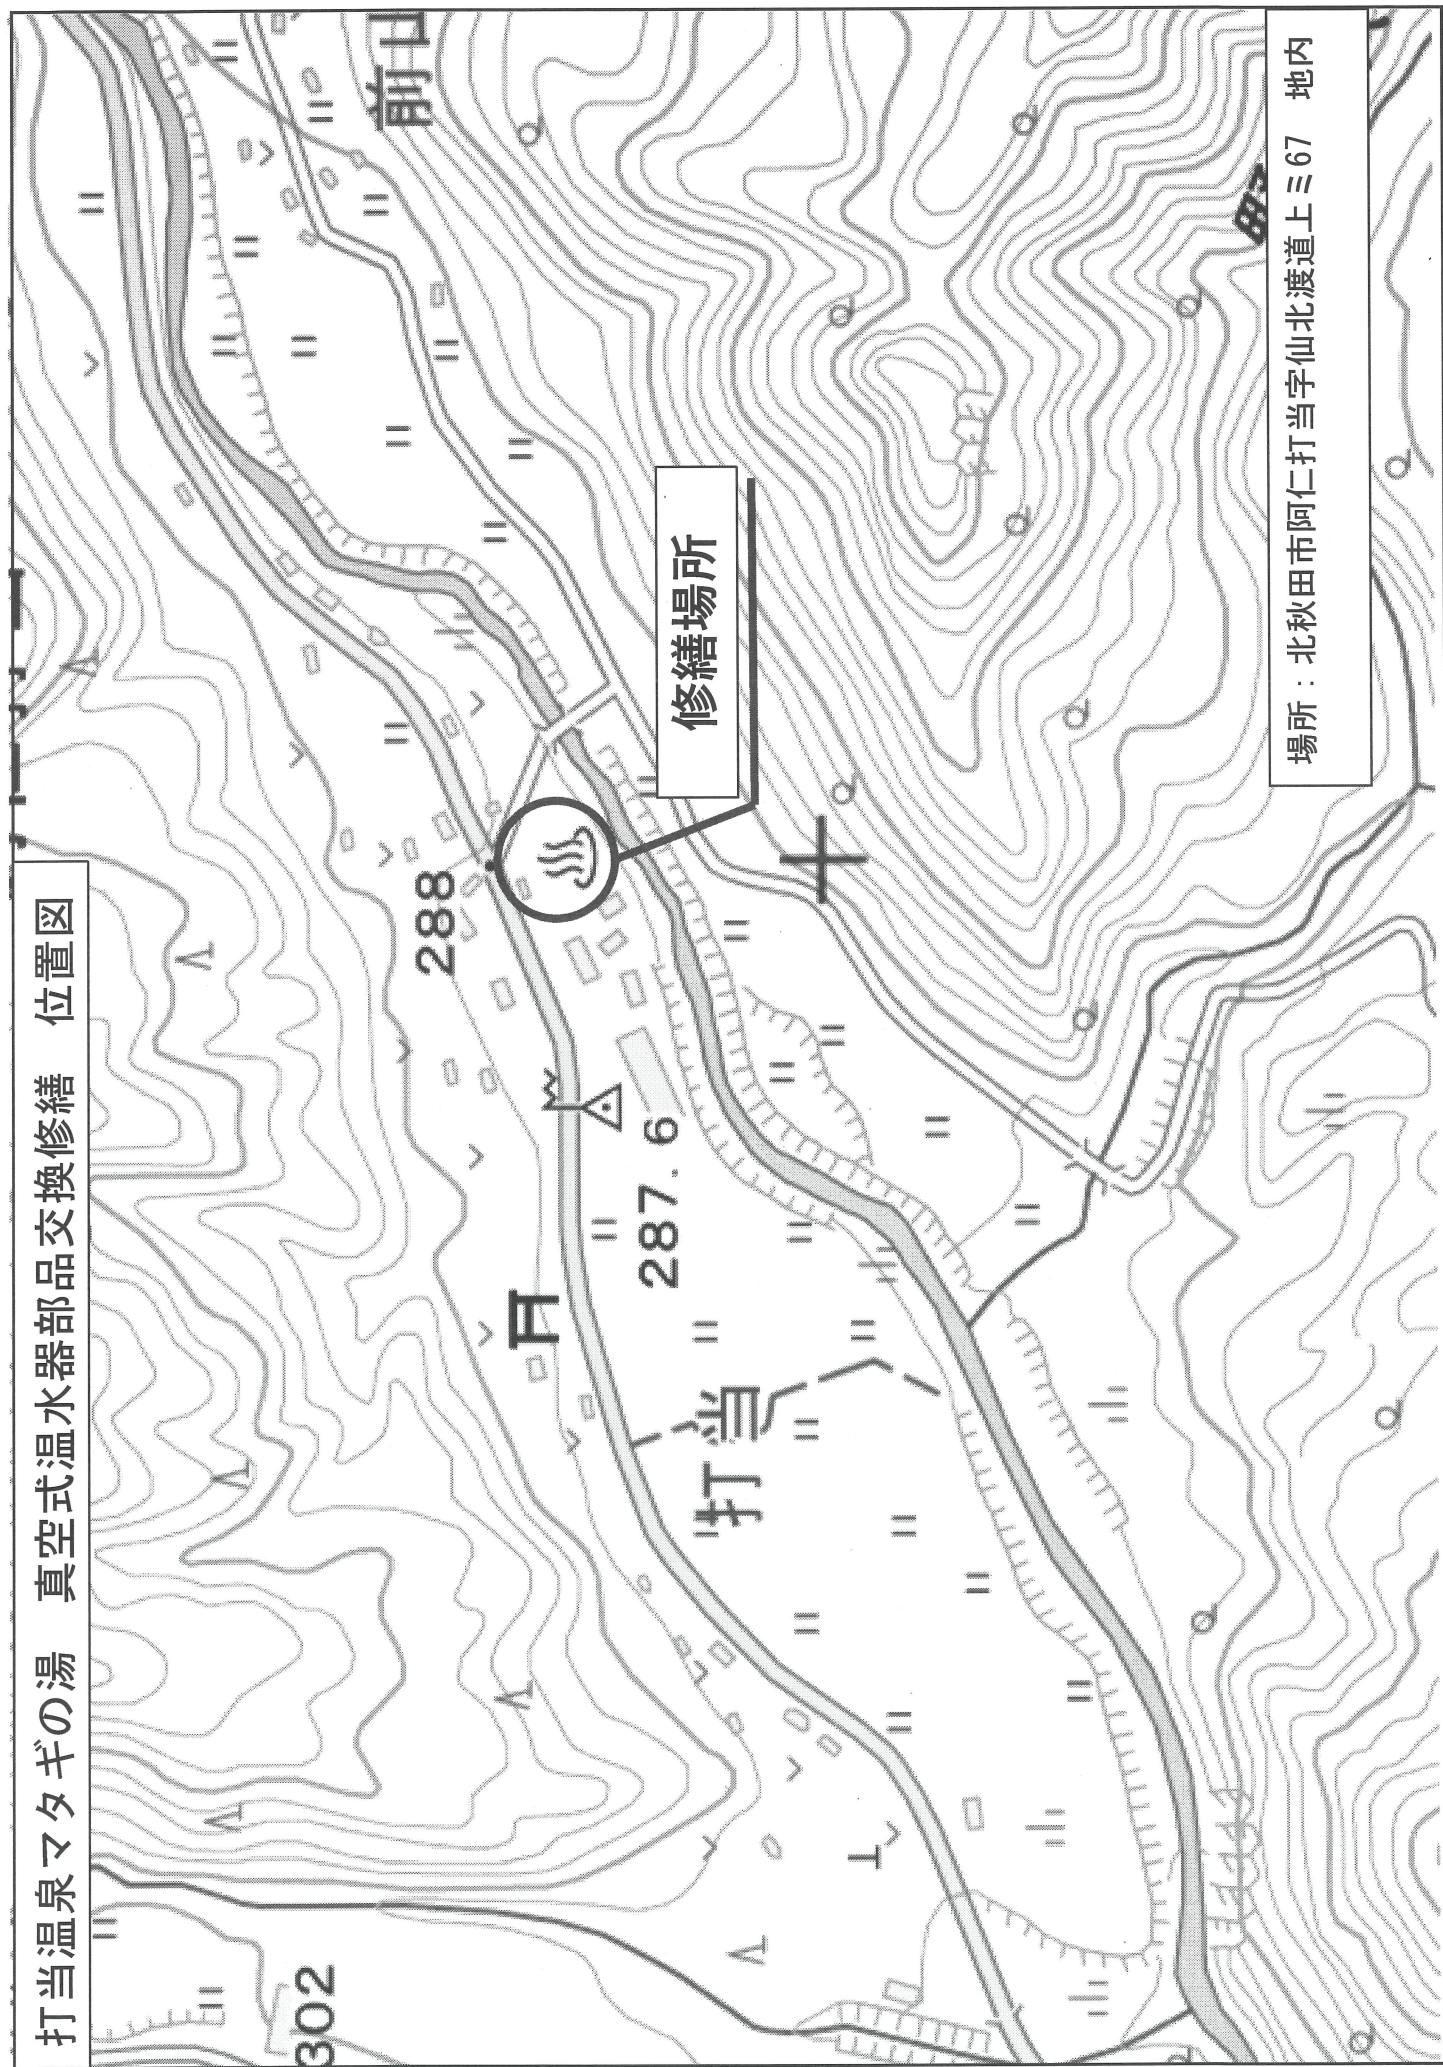 打当温泉マタギの湯　真空式温水器部品交換修繕　位置図
302
288
287.6
打当
修繕場所
前山
場所：北秋田市阿仁打当字仙北渡道上ミ67　地内